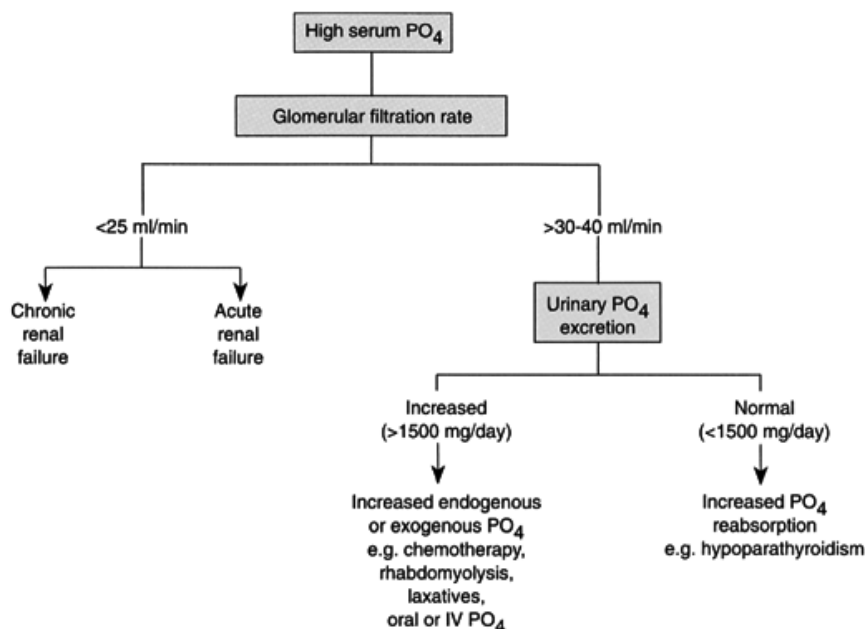 High serum PO4
Glomerular filtration rate
<25 ml/min
>30-40 ml/min
Chronic
renal
failure
Acute
renal
failure
Urinary PO4
excretion
Increased
(>1500 mg/day)
Normal
(<1500 mg/day)
Increased endogenous
or exogenous PO4
e.g. chemotherapy,
rhabdomyolysis,
laxatives,
oral or IV PO4
Increased PO4
reabsorption
e.g. hypoparathyroidism